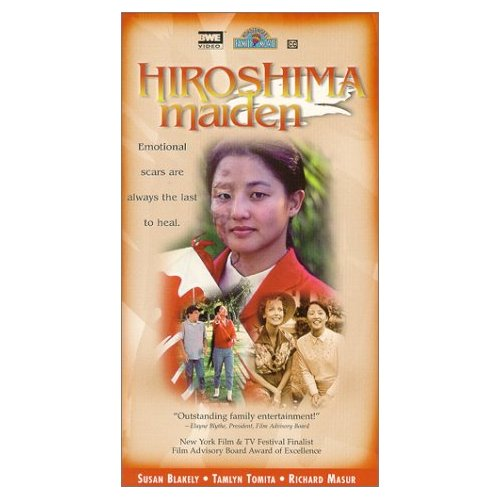 BWE
VIDEO
HIROSHIMA
maiden
Emotional
scars are
always the last
to heal.
"Outstanding family entertainment!"
—Elayne Blythe, President, Film Advisory Board
New York Film & TV Festival Finalist
Film Advisory Board Award of Excellence
SUSAN BLAKELY • TAMLYN TOMITA • RICHARD MASUR